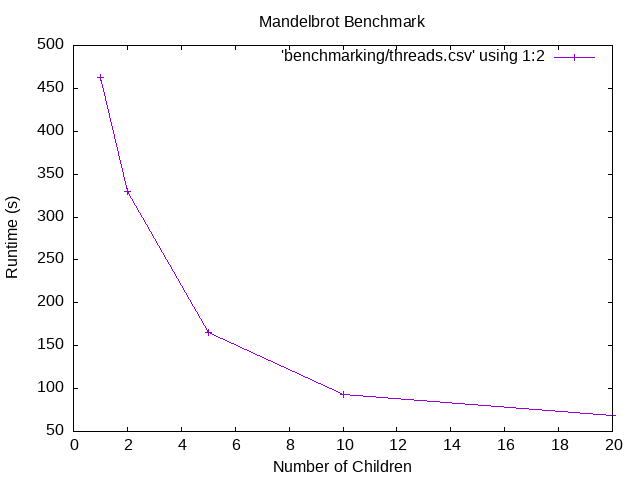 Mandelbrot Benchmark
'benchmarking/threads.csv' using 1:2
500
450
400
350
300
250
200
150
100
50
Runtime (s)
0 2 4 6 8 10 12 14 16 18 20
Number of Children